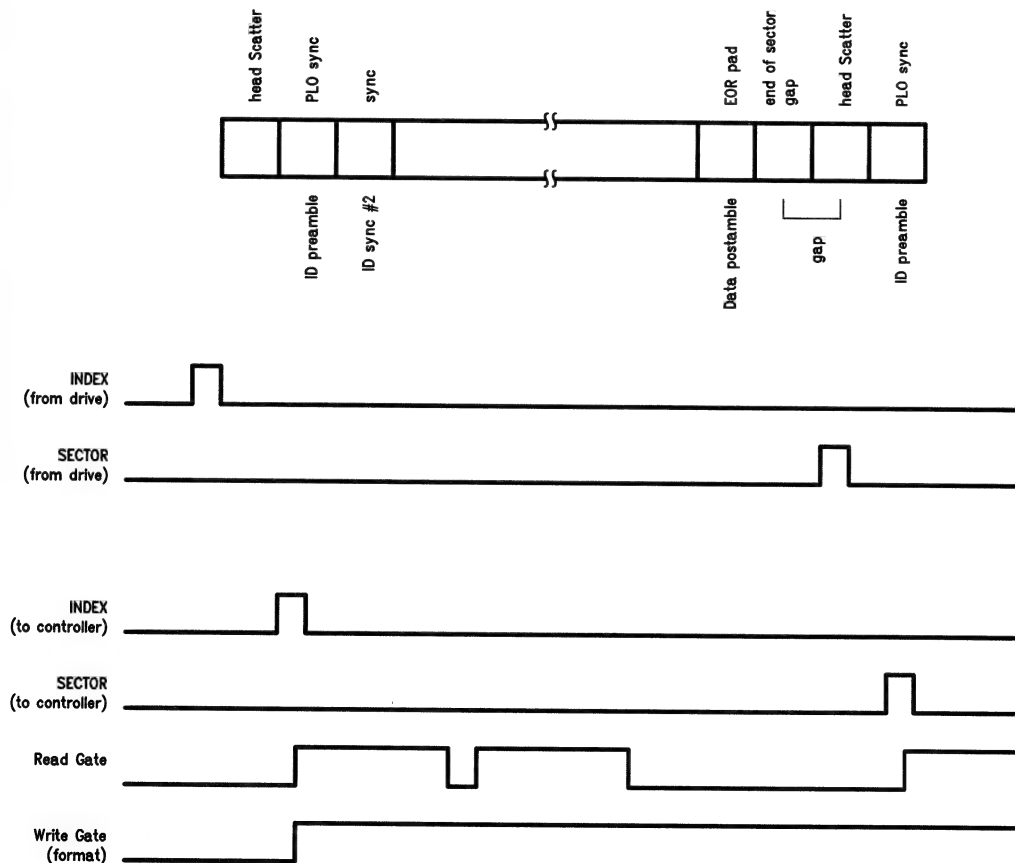 head Scatter
PLO sync
sync
EOR pad
end of sector
gap
head Scatter
PLO sync
ID preamble
ID sync #2
Data postamble
gap
ID preamble
INDEX
(from drive)
SECTOR
(from drive)
INDEX
(to controller)
SECTOR
(to controller)
Read Gate
Write Gate
(format)